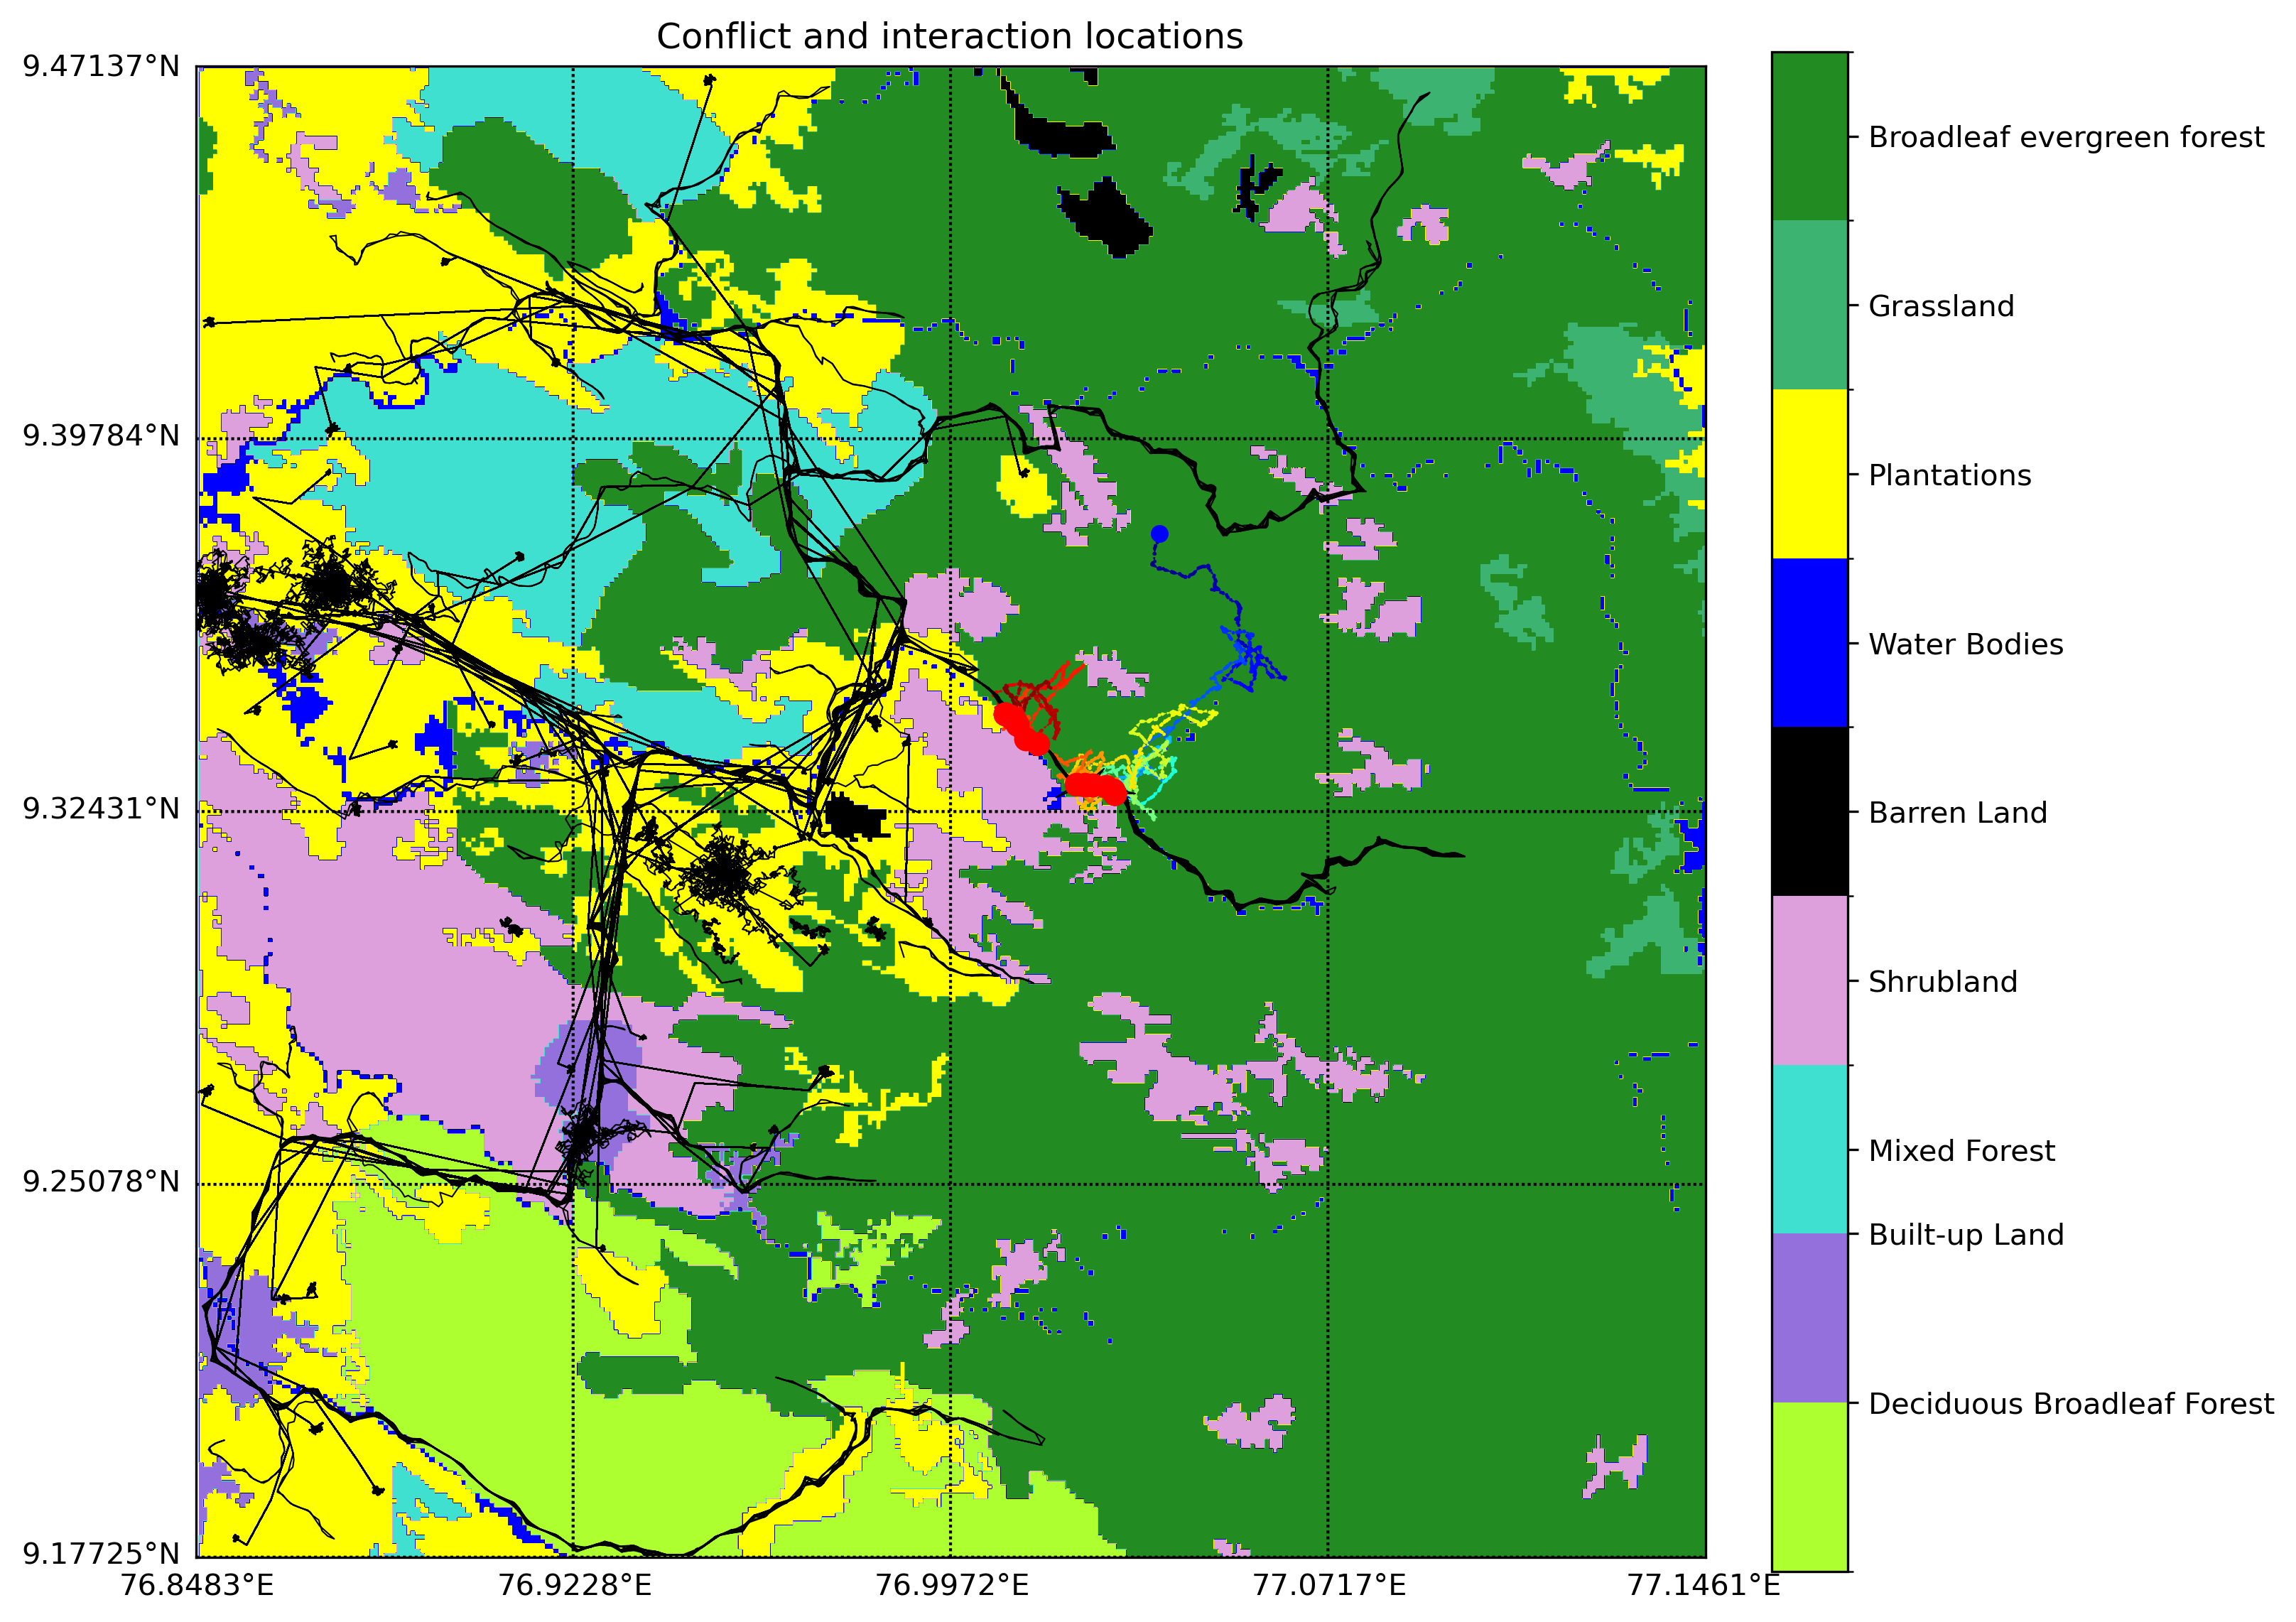 Conflict and interaction locations
9.47137°N
9.39784°N
9.32431°N
9.25078°N
9.17725°N
76.8483°E
76.9228°E
76.9972°E
77.0717°E
77.1461°E
Broadleaf evergreen forest
Grassland
Plantations
Water Bodies
Barren Land
Shrubland
Mixed Forest
Built-up Land
Deciduous Broadleaf Forest